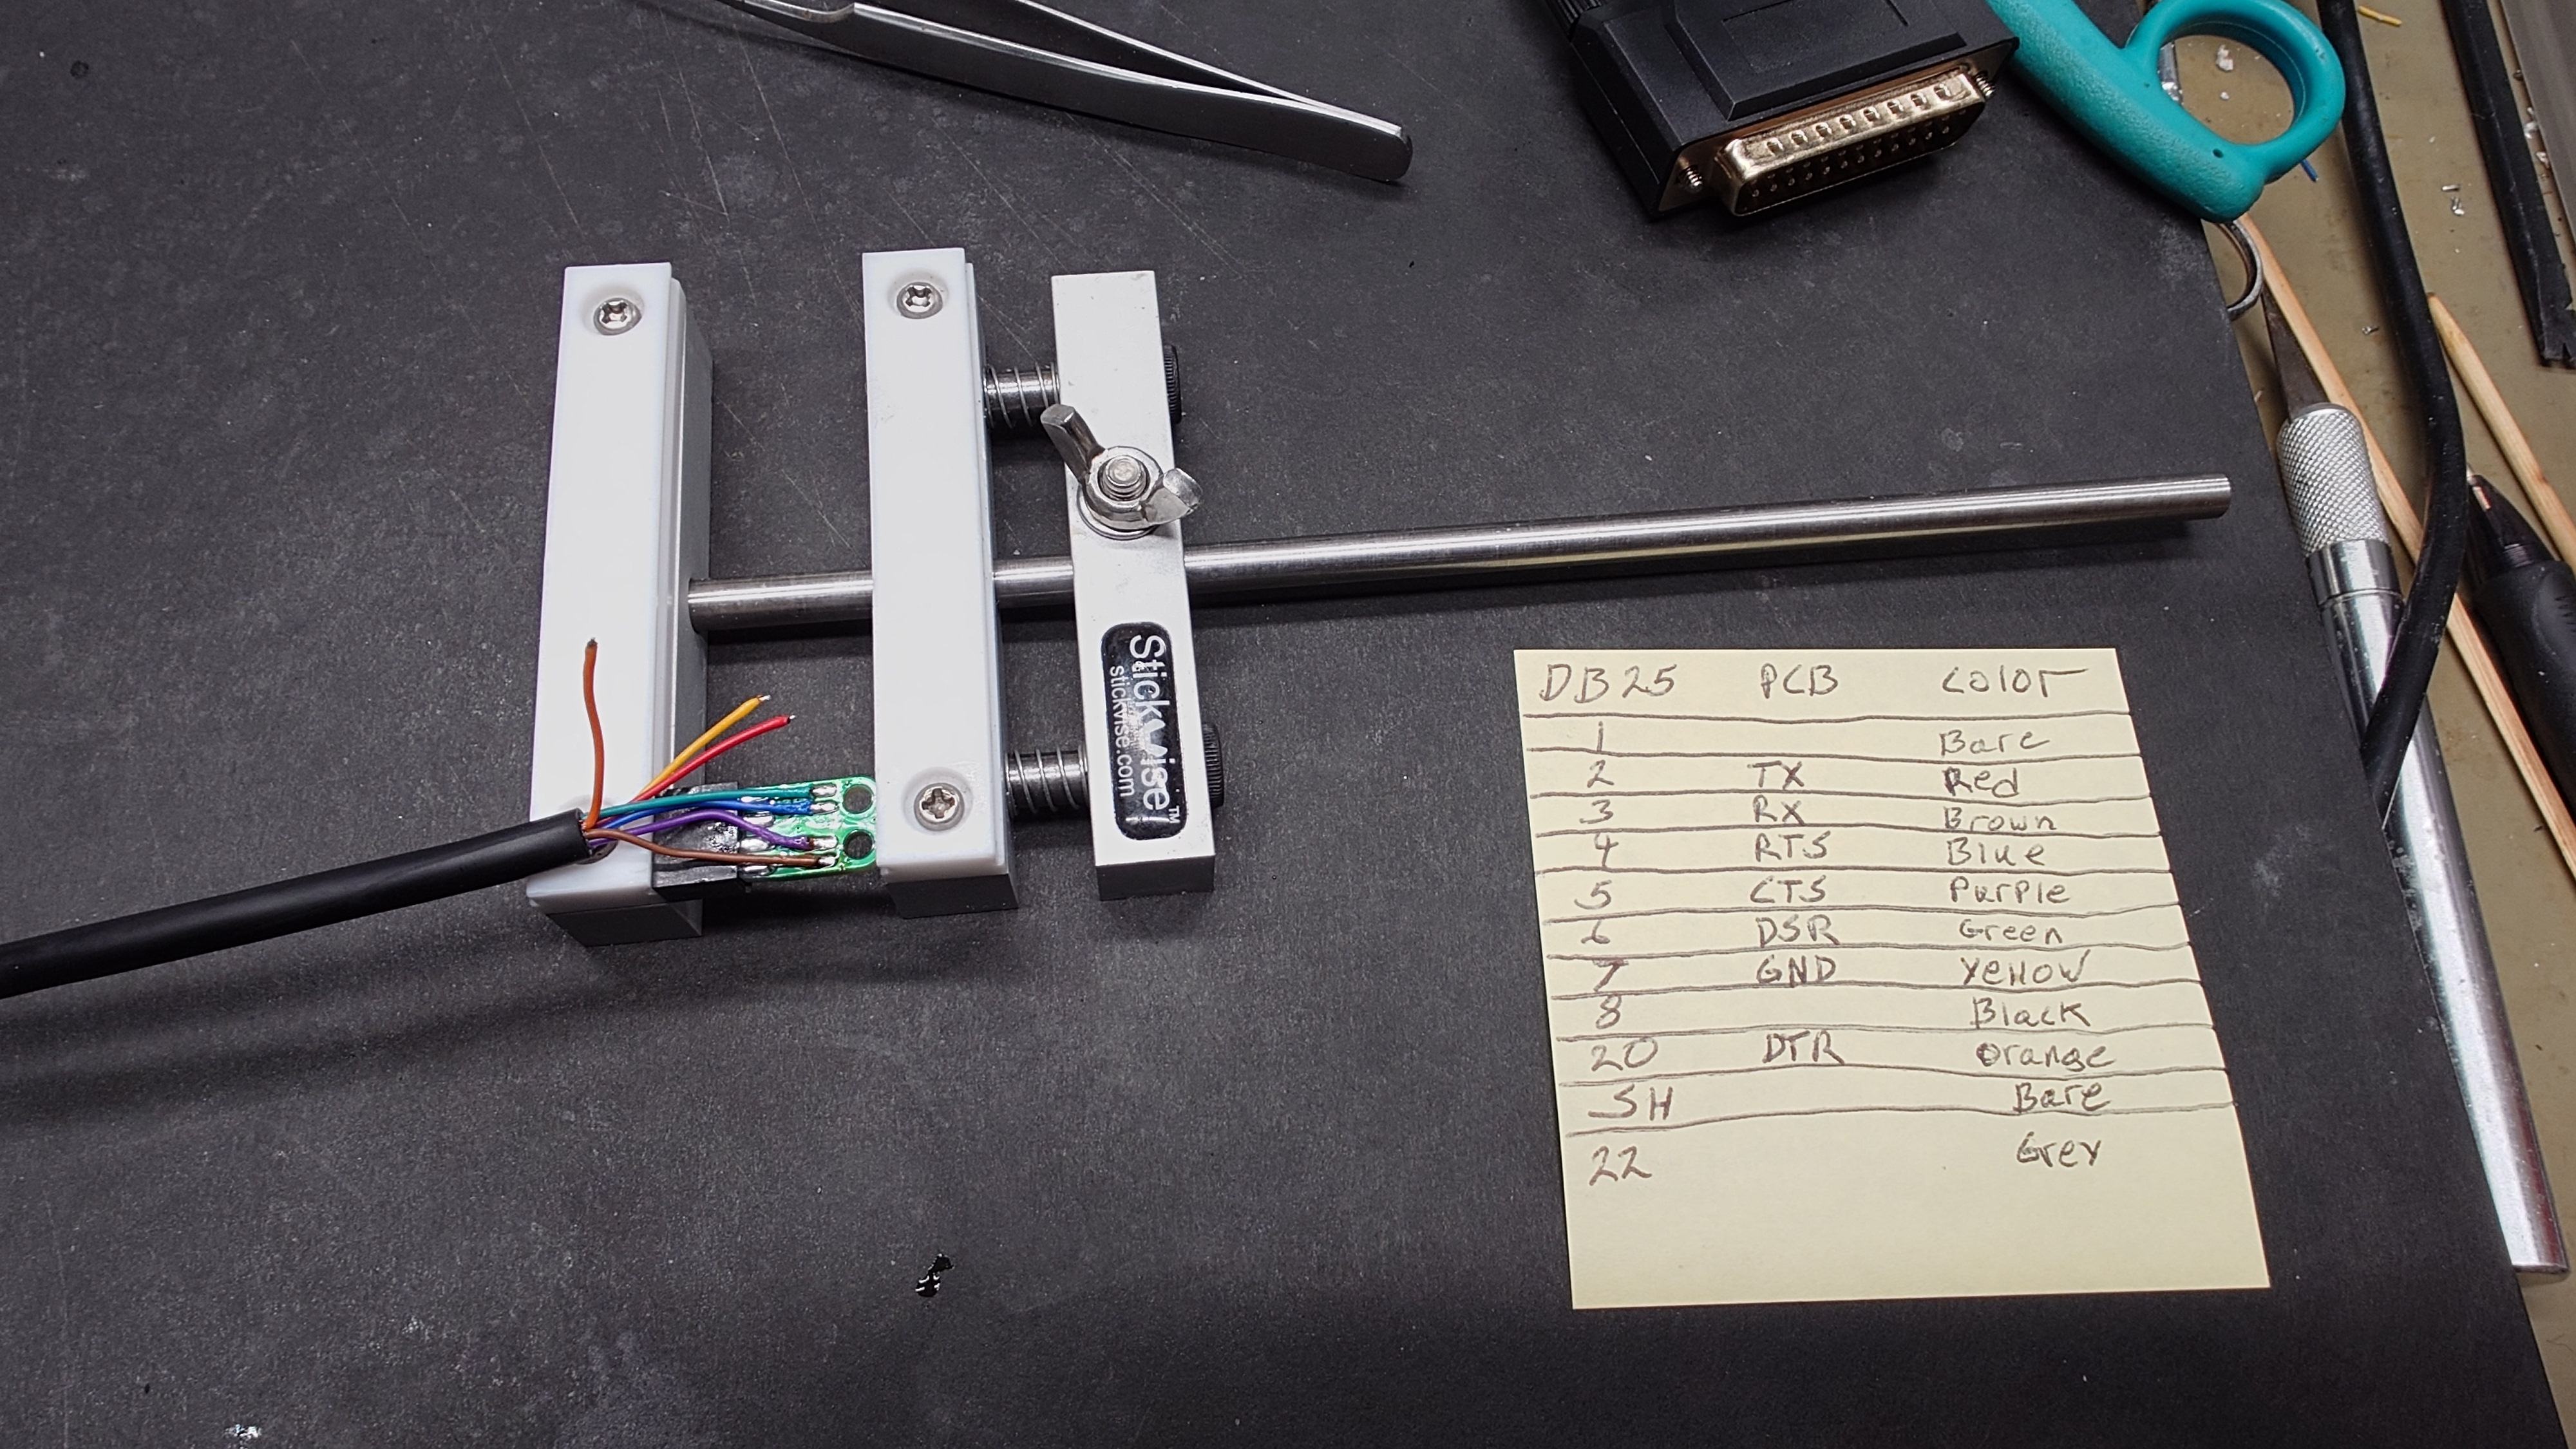 Stickvise™
stickvise.com
DB25 PCB Color
1 Bare
2 TX Red
3 RX Brown
4 RTS Blue
5 CTS Purple
6 DSR Green
7 GND Yellow
8 Black
20 DTR Orange
SH Bare
22 Grey